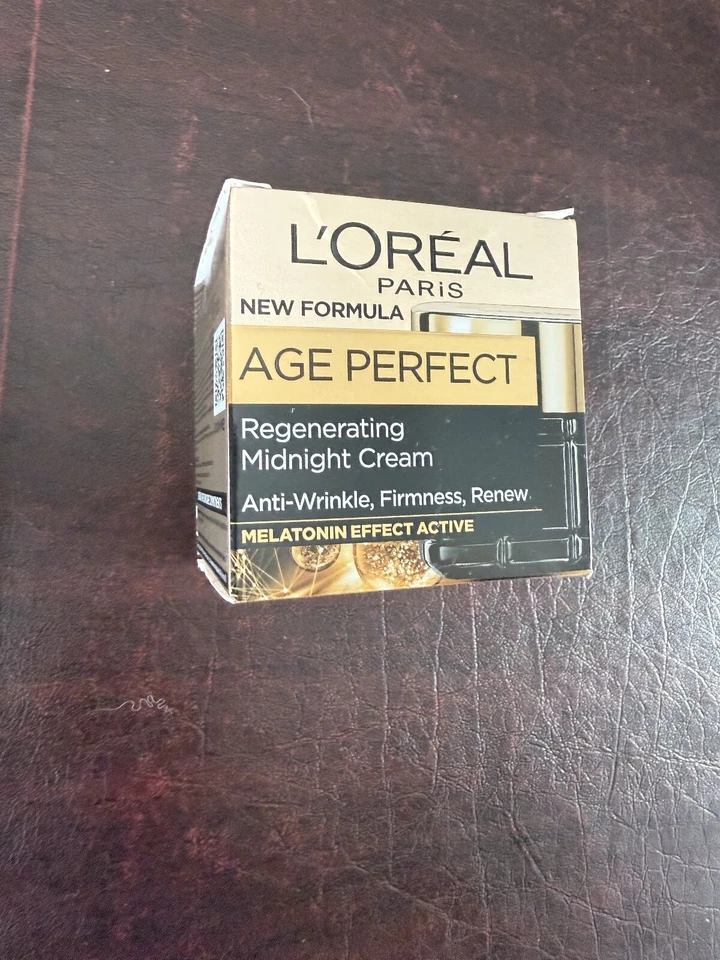 L'ORÉAL
PARiS
NEW FORMULA
AGE PERFECT
Regenerating
Midnight Cream
Anti-Wrinkle, Firmness, Renew
MELATONIN EFFECT ACTIVE